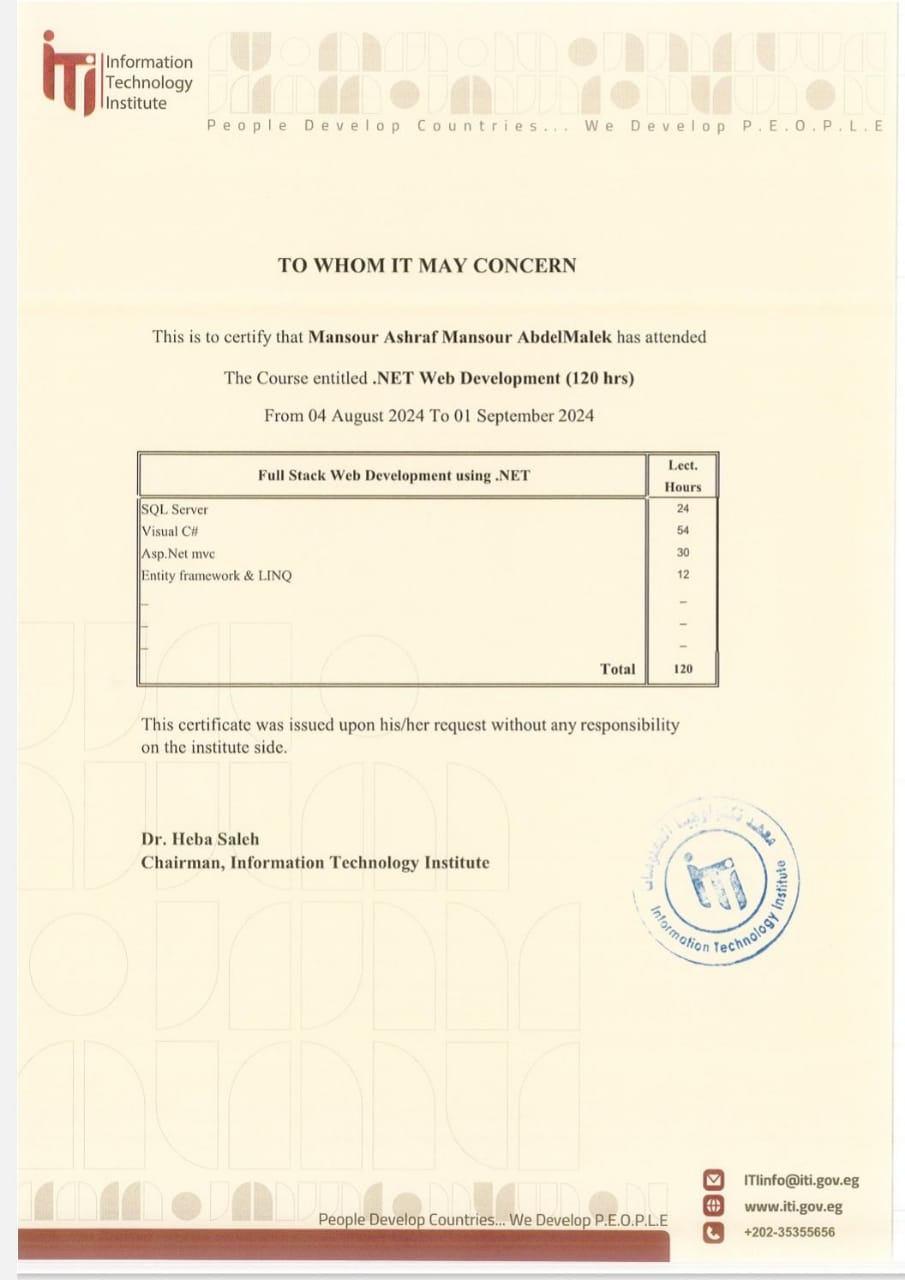 iTi
Information
Technology
Institute
People Develop Countries... We Develop P.E.O.P.L.E
TO WHOM IT MAY CONCERN
This is to certify that Mansour Ashraf Mansour AbdelMalek has attended
The Course entitled .NET Web Development (120 hrs)
From 04 August 2024 To 01 September 2024
Full Stack Web Development using .NET
Lect.
Hours
SQL Server 24
Visual C# 54
Asp.Net mvc 30
Entity framework & LINQ 12
– –
– –
– –
Total 120
This certificate was issued upon his/her request without any responsibility
on the institute side.
Dr. Heba Saleh
Chairman, Information Technology Institute
معهد تكنولوجيا المعلومات
iTi
Information Technology Institute
ITIinfo@iti.gov.eg
www.iti.gov.eg
+202-35355656
People Develop Countries... We Develop P.E.O.P.L.E